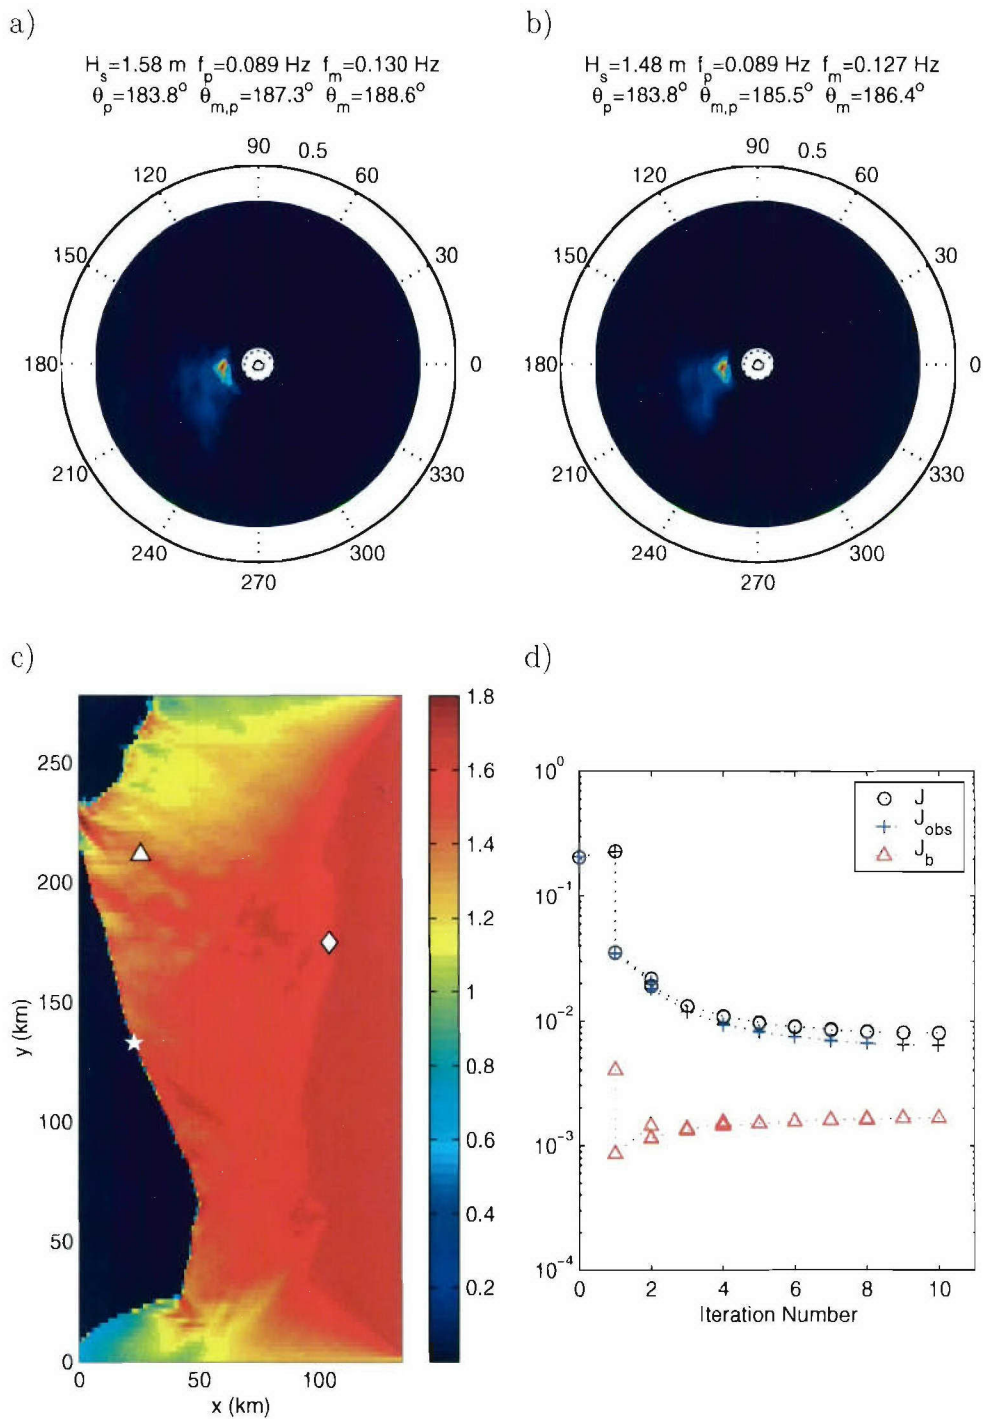 a)
H_s=1.58 m f_p=0.089 Hz f_m=0.130 Hz
θ_p=183.8° θ_m,p=187.3° θ_m=188.6°
90 0.5
120 60
150 30
180 0
210 330
240 300
270
b)
H_s=1.48 m f_p=0.089 Hz f_m=0.127 Hz
θ_p=183.8° θ_m,p=185.5° θ_m=186.4°
90 0.5
120 60
150 30
180 0
210 330
240 300
270
c)
250
200
150
100
50
0
y (km)
0 50 100
x (km)
1.8
1.6
1.4
1.2
1
0.8
0.6
0.4
0.2
d)
10^0
10^-1
10^-2
10^-3
10^-4
J
J_obs
J_b
0 2 4 6 8 10
Iteration Number